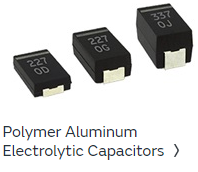 227
0D
227
0G
337
0J
Polymer Aluminum
Electrolytic Capacitors 〉